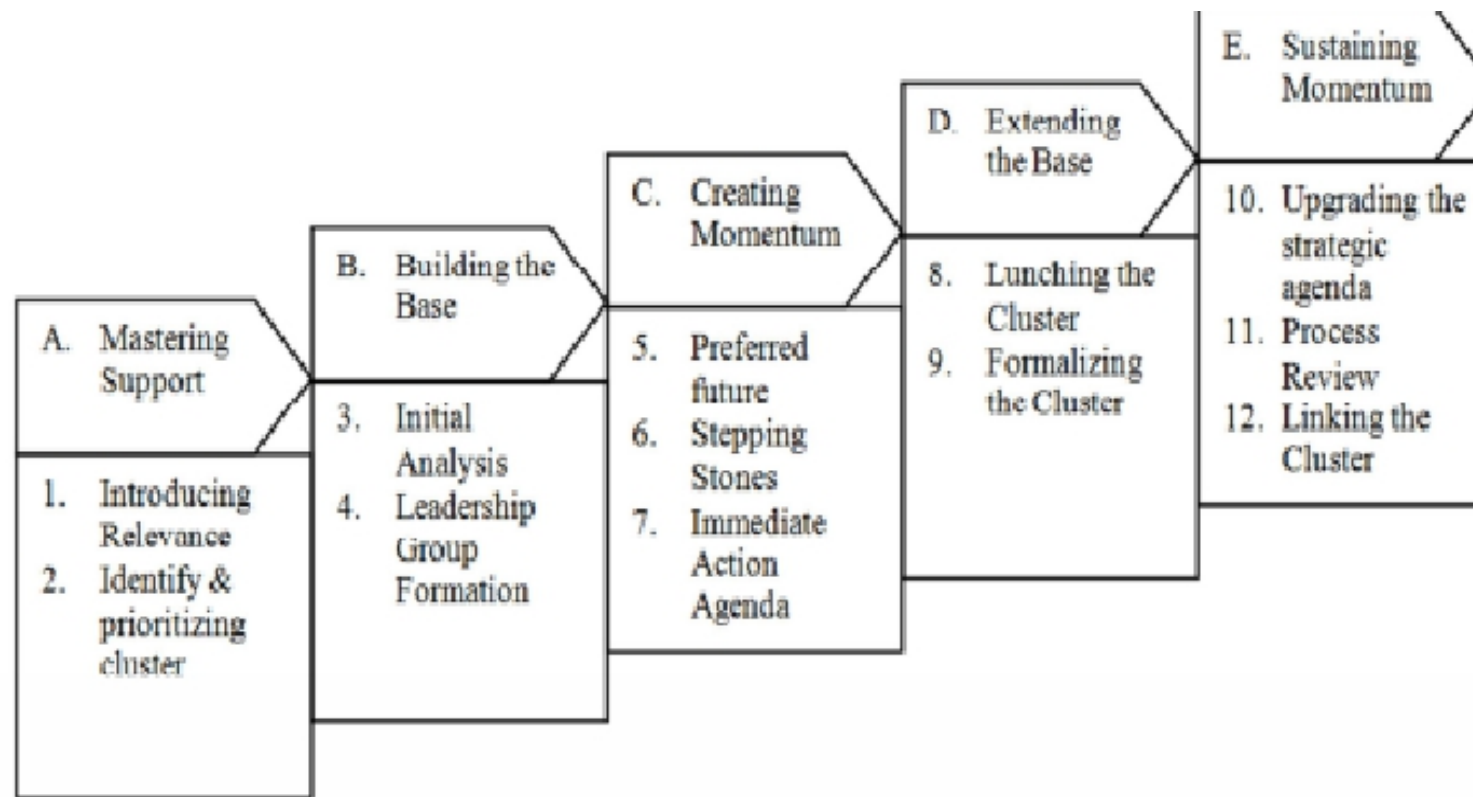 A. Mastering
Support
1. Introducing
Relevance
2. Identify &
prioritizing
cluster
B. Building the
Base
3. Initial
Analysis
4. Leadership
Group
Formation
C. Creating
Momentum
5. Preferred
future
6. Stepping
Stones
7. Immediate
Action
Agenda
D. Extending
the Base
8. Lunching the
Cluster
9. Formalizing
the Cluster
E. Sustaining
Momentum
10. Upgrading the
strategic
agenda
11. Process
Review
12. Linking the
Cluster